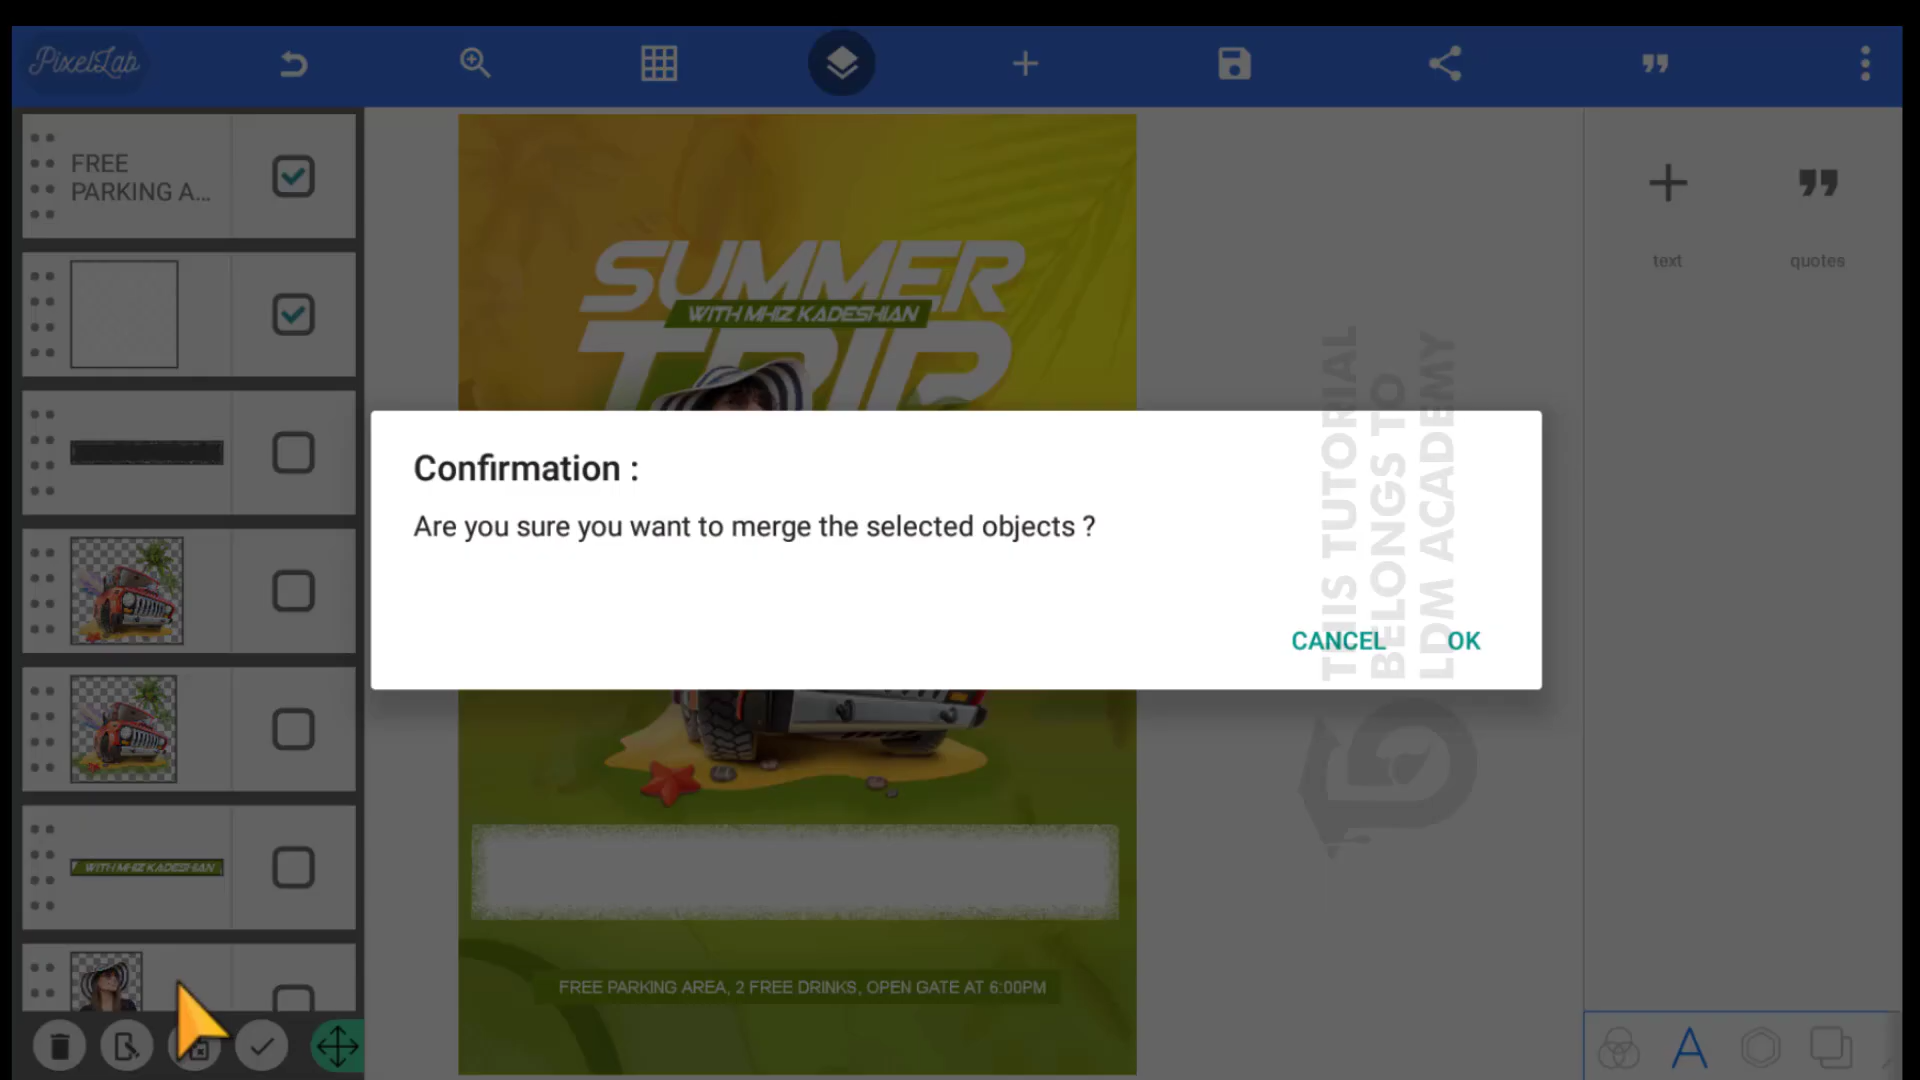 PixelLab
FREE
PARKING A...
WITH MHIZ KADESHIAN
SUMMER
WITH MHIZ KADESHIAN
TRIP
Confirmation :
Are you sure you want to merge the selected objects ?
CANCEL
OK
THIS TUTORIAL
BELONGS TO
LDM ACADEMY
FREE PARKING AREA, 2 FREE DRINKS, OPEN GATE AT 6:00PM
text
quotes